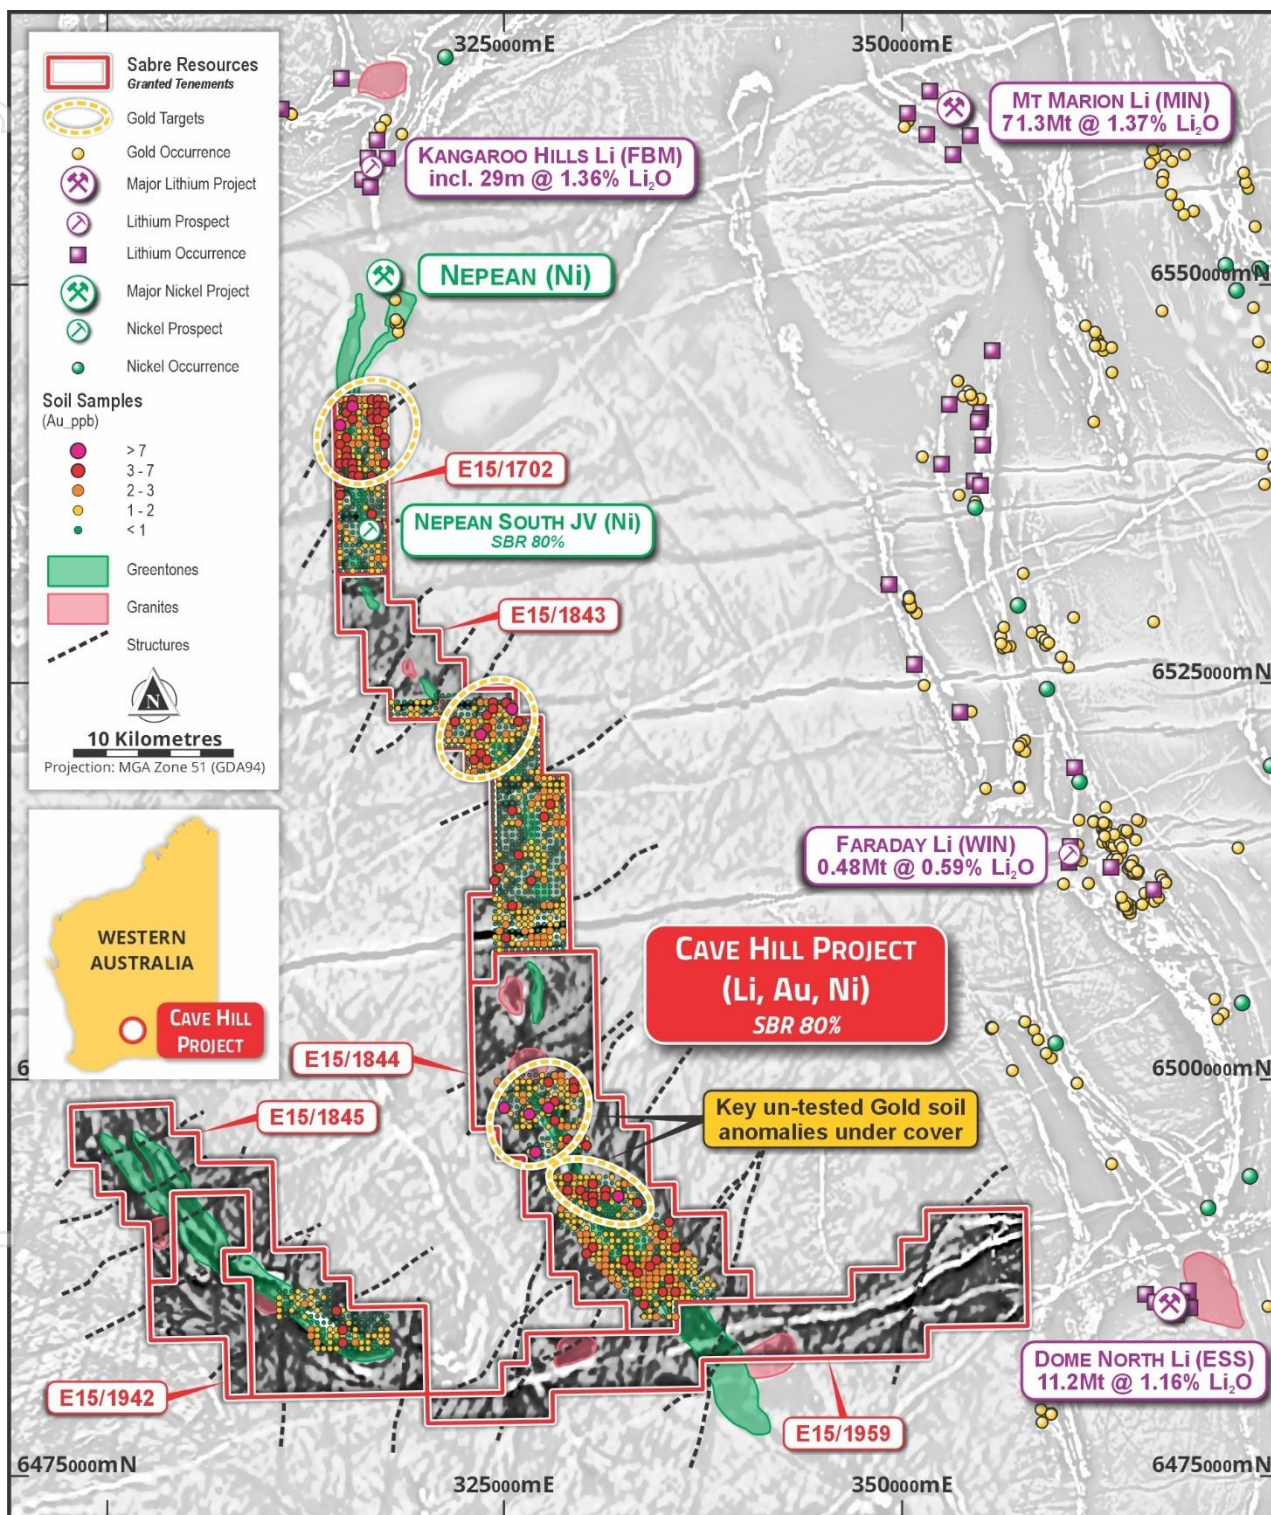 325000mE
350000mE
Sabre Resources
Granted Tenements
Gold Targets
Gold Occurrence
Major Lithium Project
Lithium Prospect
Lithium Occurrence
Major Nickel Project
Nickel Prospect
Nickel Occurrence
Soil Samples
(Au_ppb)
> 7
3 - 7
2 - 3
1 - 2
< 1
Greentones
Granites
Structures
N
10 Kilometres
Projection: MGA Zone 51 (GDA94)
MT MARION Li (MIN)
71.3Mt @ 1.37% Li₂O
KANGAROO HILLS Li (FBM)
incl. 29m @ 1.36% Li₂O
NEPEAN (Ni)
6550000mN
E15/1702
NEPEAN SOUTH JV (Ni)
SBR 80%
E15/1843
6525000mN
FARADAY Li (WIN)
0.48Mt @ 0.59% Li₂O
WESTERN
AUSTRALIA
CAVE HILL
PROJECT
CAVE HILL PROJECT
(Li, Au, Ni)
SBR 80%
E15/1844
6500000mN
Key un-tested Gold soil
anomalies under cover
E15/1845
DOME NORTH Li (ESS)
11.2Mt @ 1.16% Li₂O
E15/1942
E15/1959
6475000mN
325000mE
350000mE
6475000mN